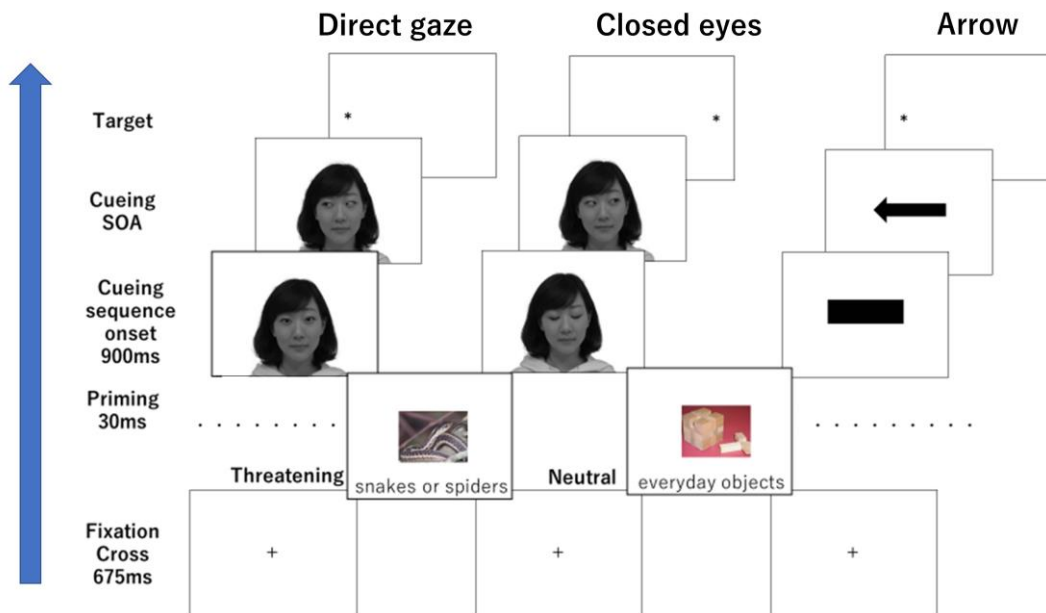 Direct gaze
Closed eyes
Arrow
Target
*
*
*
Cueing
SOA
Cueing
sequence
onset
900ms
Priming
30ms
Threatening
snakes or spiders
Neutral
everyday objects
Fixation
Cross
675ms
+
+
+